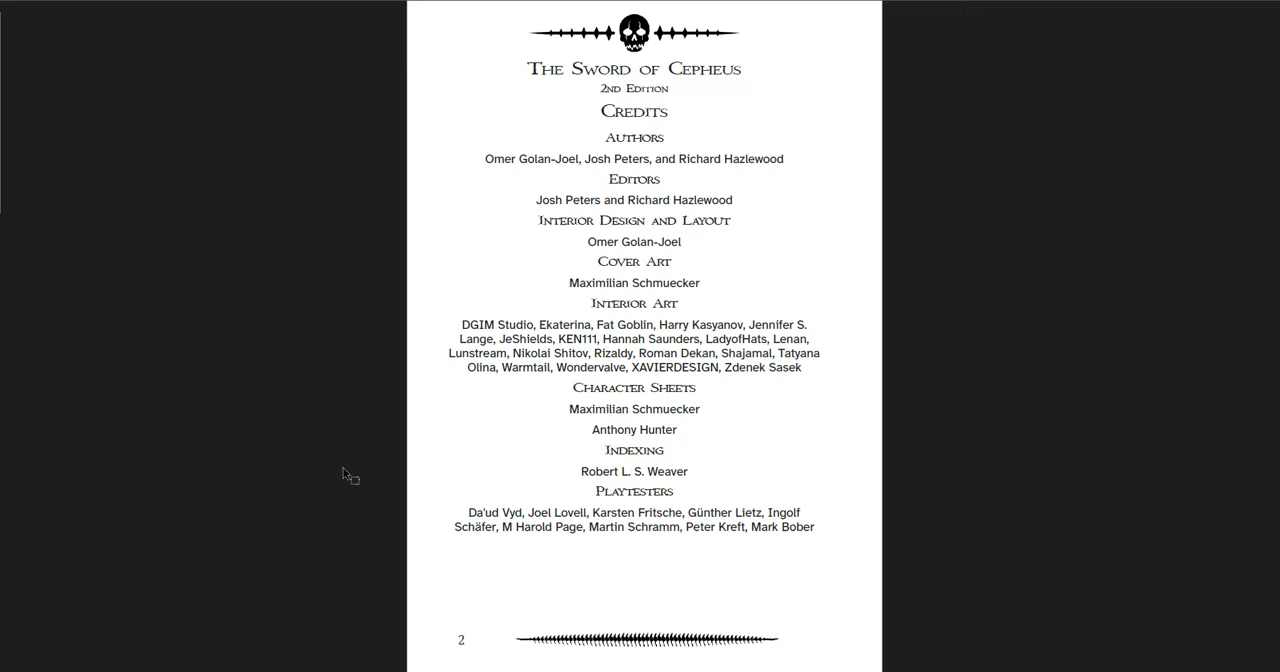 The Sword of Cepheus
2nd Edition
Credits
Authors
Omer Golan-Joel, Josh Peters, and Richard Hazlewood
Editors
Josh Peters and Richard Hazlewood
Interior Design and Layout
Omer Golan-Joel
Cover Art
Maximilian Schmuecker
Interior Art
DGIM Studio, Ekaterina, Fat Goblin, Harry Kasyanov, Jennifer S.
Lange, JeShields, KEN111, Hannah Saunders, LadyofHats, Lenan,
Lunstream, Nikolai Shitov, Rizaldy, Roman Dekan, Shajamal, Tatyana
Olina, Warmtail, Wondervalve, XAVIERDESIGN, Zdenek Sasek
Character Sheets
Maximilian Schmuecker
Anthony Hunter
Indexing
Robert L. S. Weaver
Playtesters
Da'ud Vyd, Joel Lovell, Karsten Fritsche, Günther Lietz, Ingolf
Schäfer, M Harold Page, Martin Schramm, Peter Kreft, Mark Bober
2